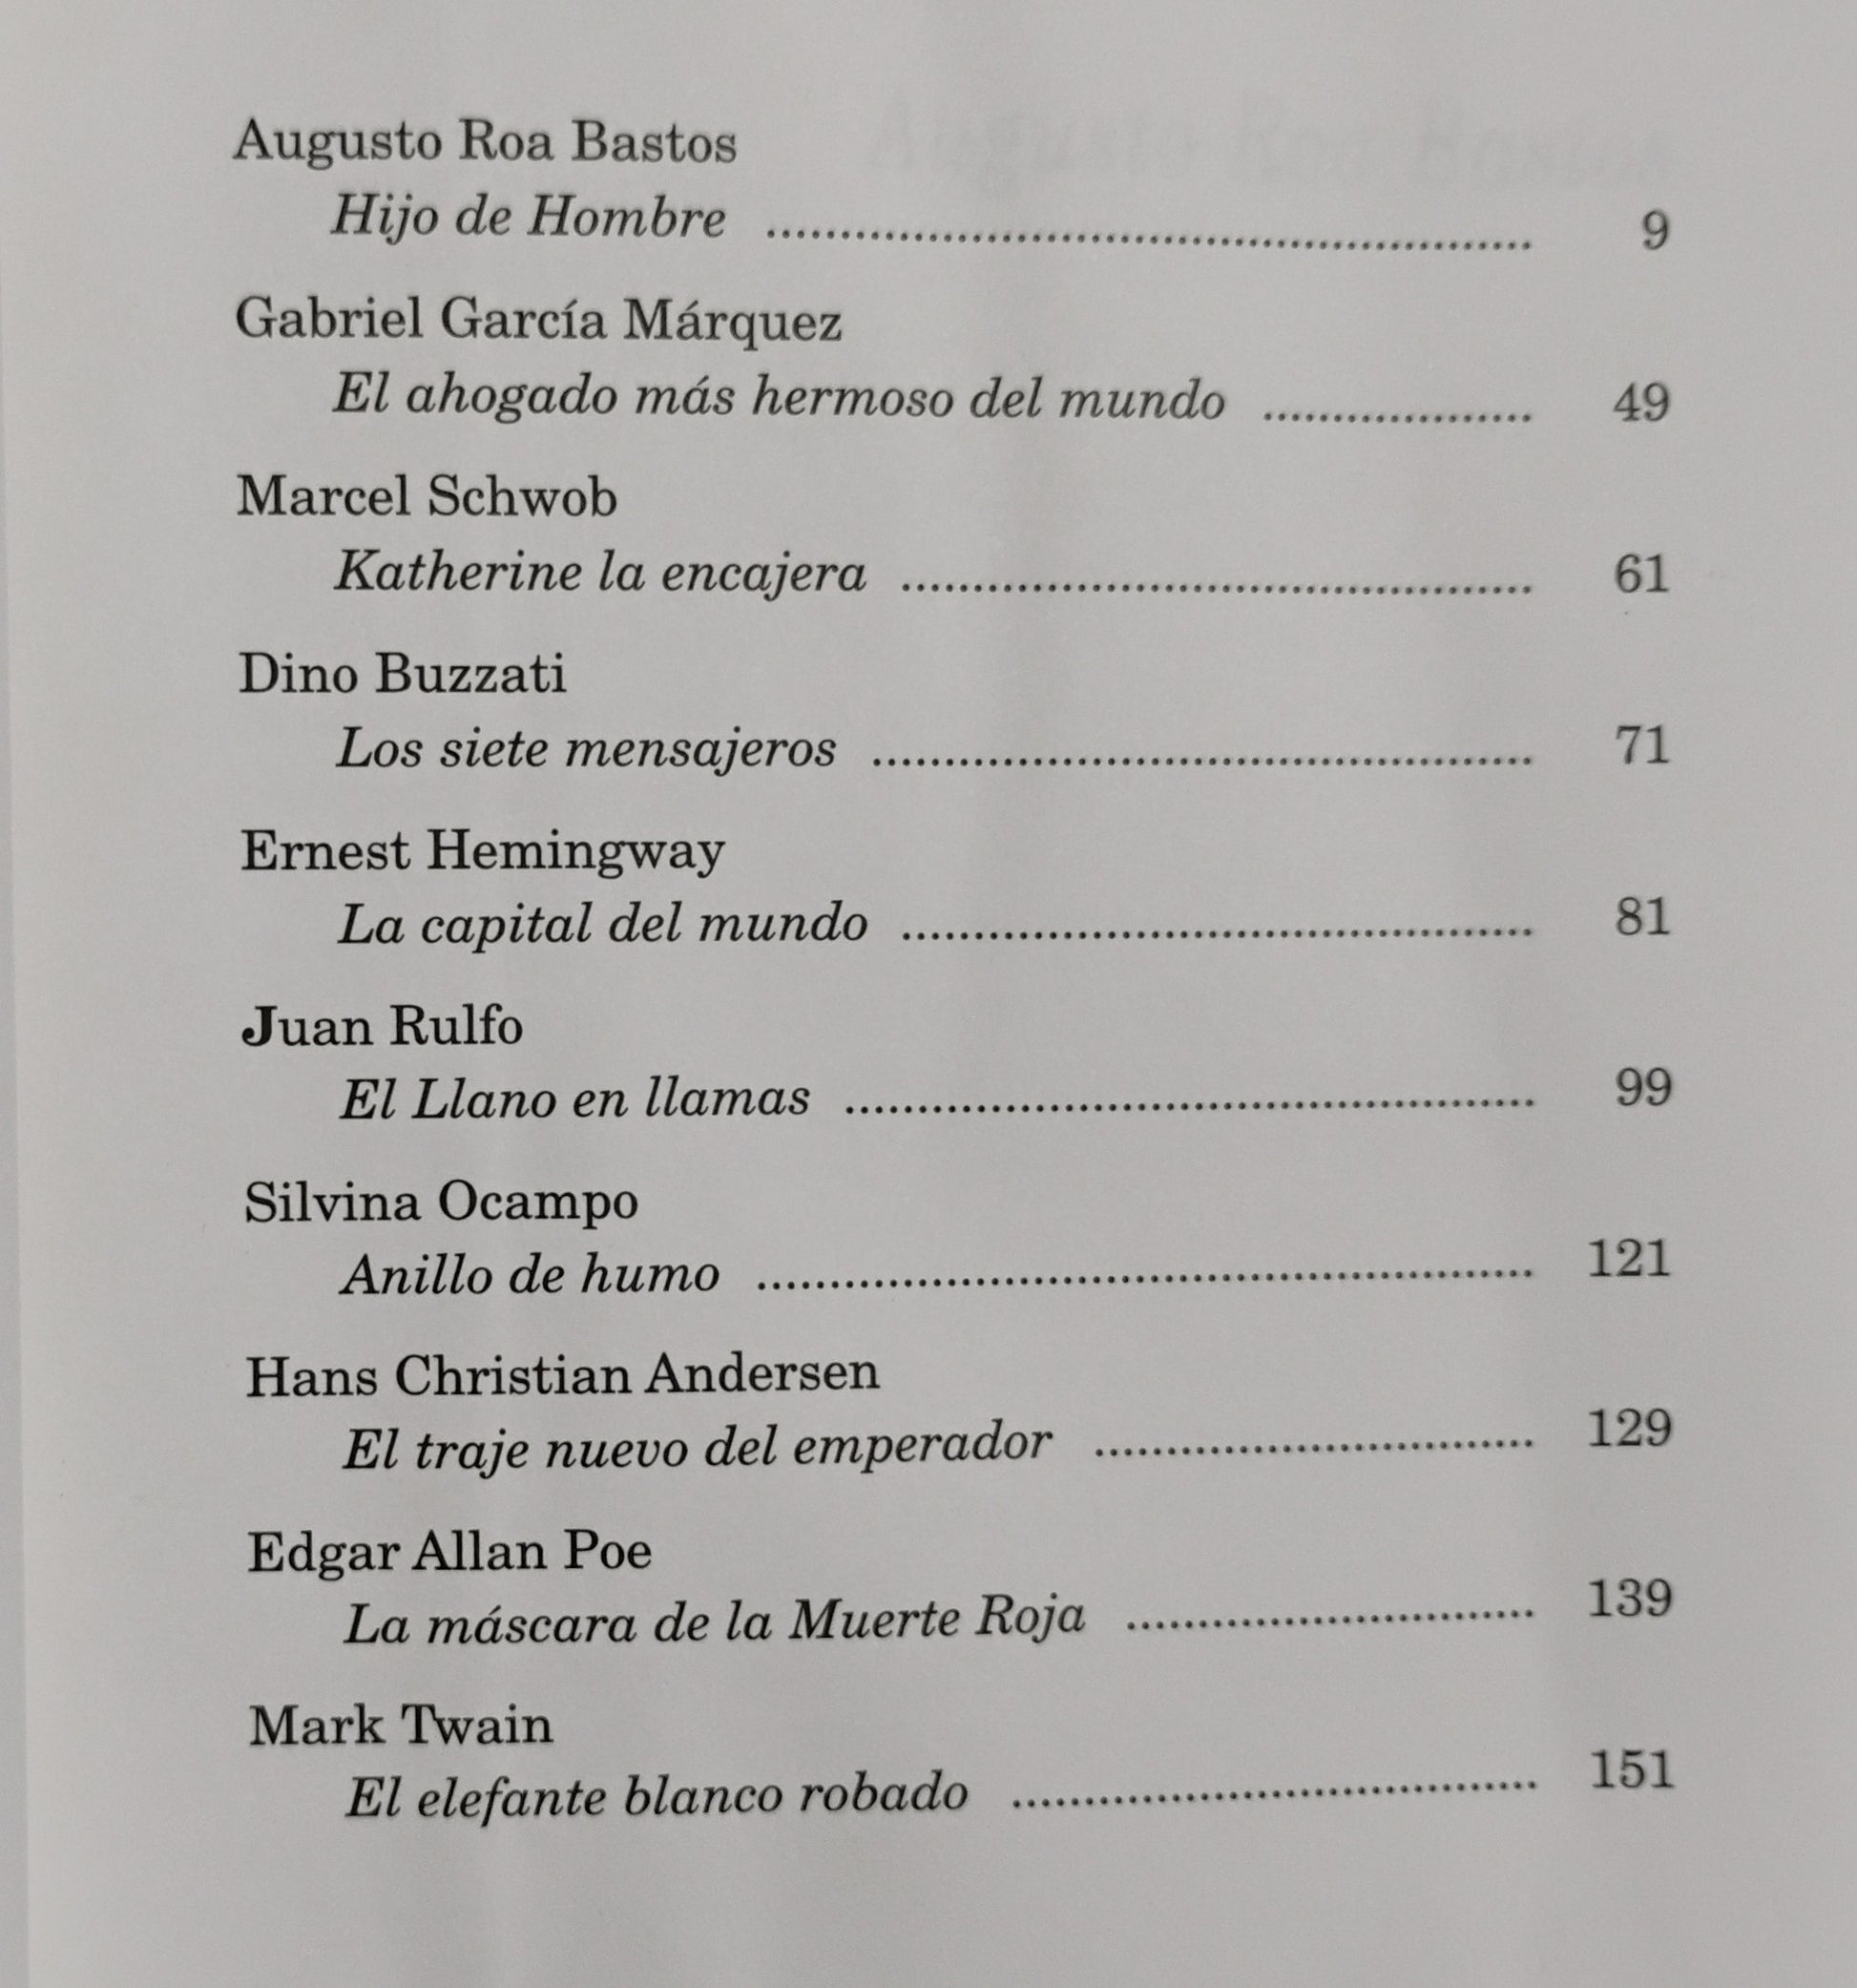 Augusto Roa Bastos
Hijo de Hombre ..................................................... 9
Gabriel García Márquez
El ahogado más hermoso del mundo ................... 49
Marcel Schwob
Katherine la encajera ............................................ 61
Dino Buzzati
Los siete mensajeros .............................................. 71
Ernest Hemingway
La capital del mundo ............................................ 81
Juan Rulfo
El Llano en llamas ................................................ 99
Silvina Ocampo
Anillo de humo ...................................................... 121
Hans Christian Andersen
El traje nuevo del emperador ............................... 129
Edgar Allan Poe
La máscara de la Muerte Roja ............................. 139
Mark Twain
El elefante blanco robado ..................................... 151